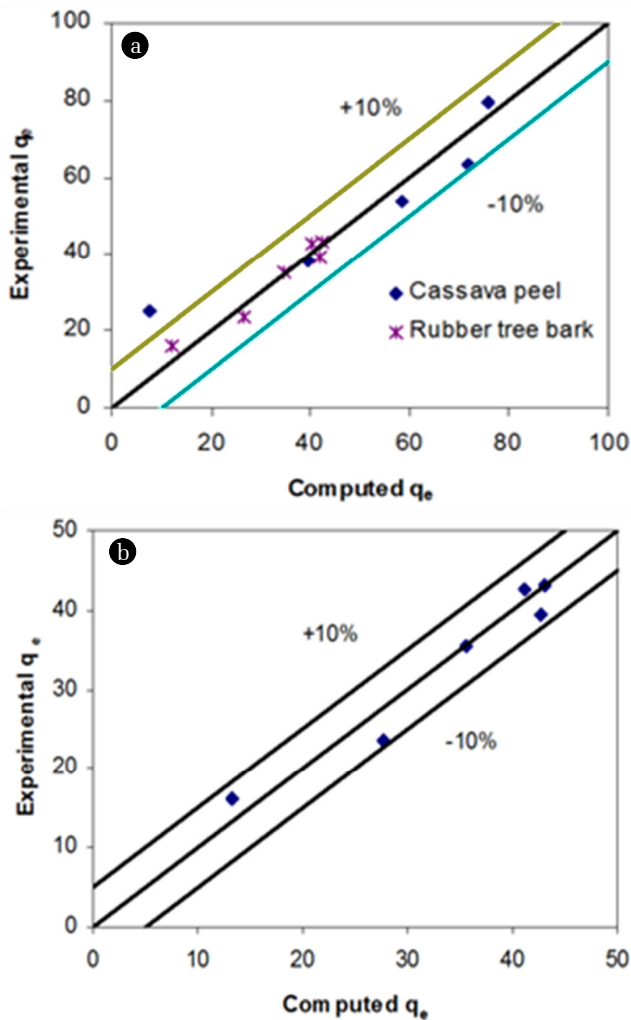 a
100
80
60
40
20
0
Experimental qe
+10%
-10%
Cassava peel
Rubber tree bark
0 20 40 60 80 100
Computed qe
b
50
40
30
20
10
0
Experimental q e
+10%
-10%
0 10 20 30 40 50
Computed qe